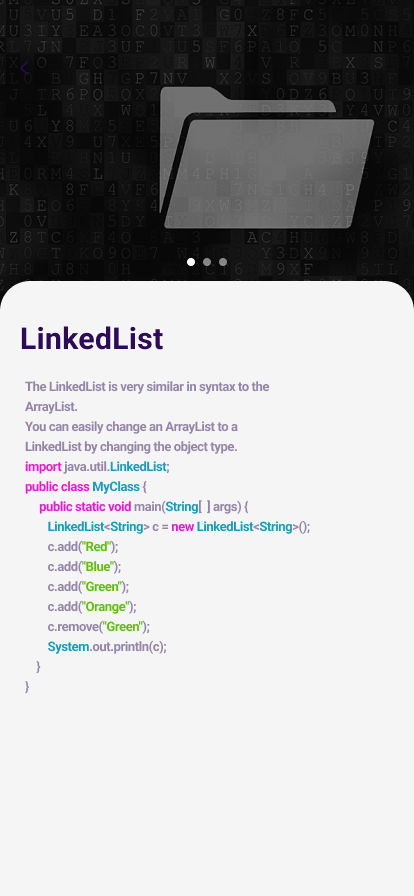 LinkedList
The LinkedList is very similar in syntax to the
ArrayList.
You can easily change an ArrayList to a
LinkedList by changing the object type.
import java.util.LinkedList;
public class MyClass {
public static void main(String[ ] args) {
LinkedList<String> c = new LinkedList<String>();
c.add("Red");
c.add("Blue");
c.add("Green");
c.add("Orange");
c.remove("Green");
System.out.println(c);
}
}